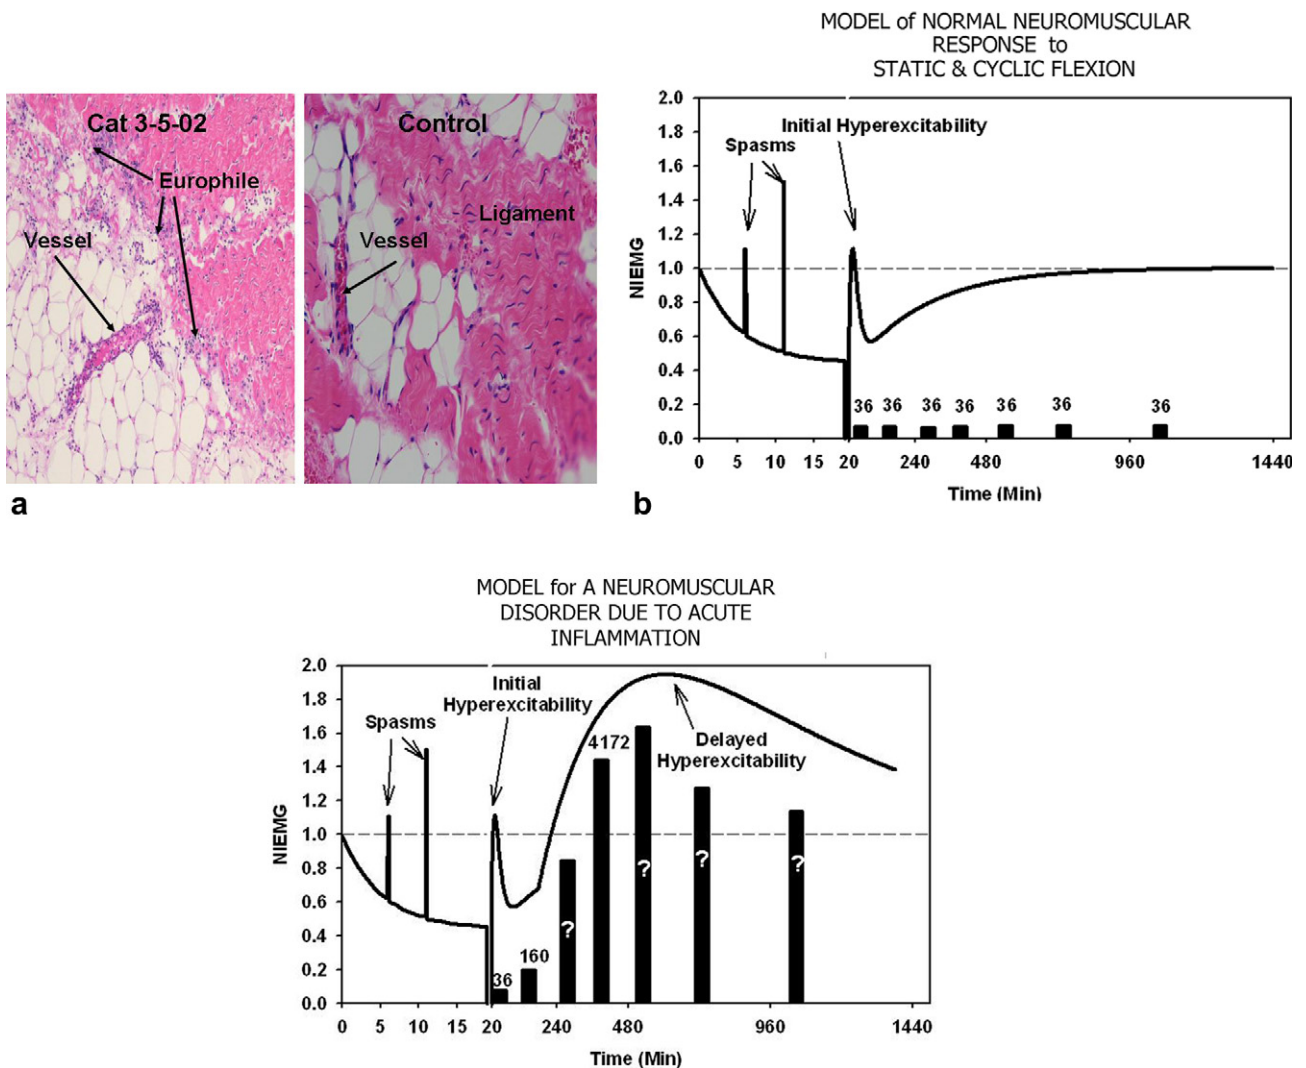 Cat 3-5-02
Europhile
Vessel
Control
Ligament
Vessel
a
MODEL of NORMAL NEUROMUSCULAR
RESPONSE to
STATIC & CYCLIC FLEXION
2.0
1.8
1.6
1.4
1.2
1.0
0.8
0.6
0.4
0.2
0.0
NIEMG
Initial Hyperexcitability
Spasms
36 36 36 36 36 36 36
0 5 10 15 20 240 480 960 1440
Time (Min)
b
MODEL for A NEUROMUSCULAR
DISORDER DUE TO ACUTE
INFLAMMATION
2.0
1.8
1.6
1.4
1.2
1.0
0.8
0.6
0.4
0.2
0.0
NIEMG
Initial
Hyperexcitability
Spasms
4172
Delayed
Hyperexcitability
36 160 ? ? ? ?
0 5 10 15 20 240 480 960 1440
Time (Min)